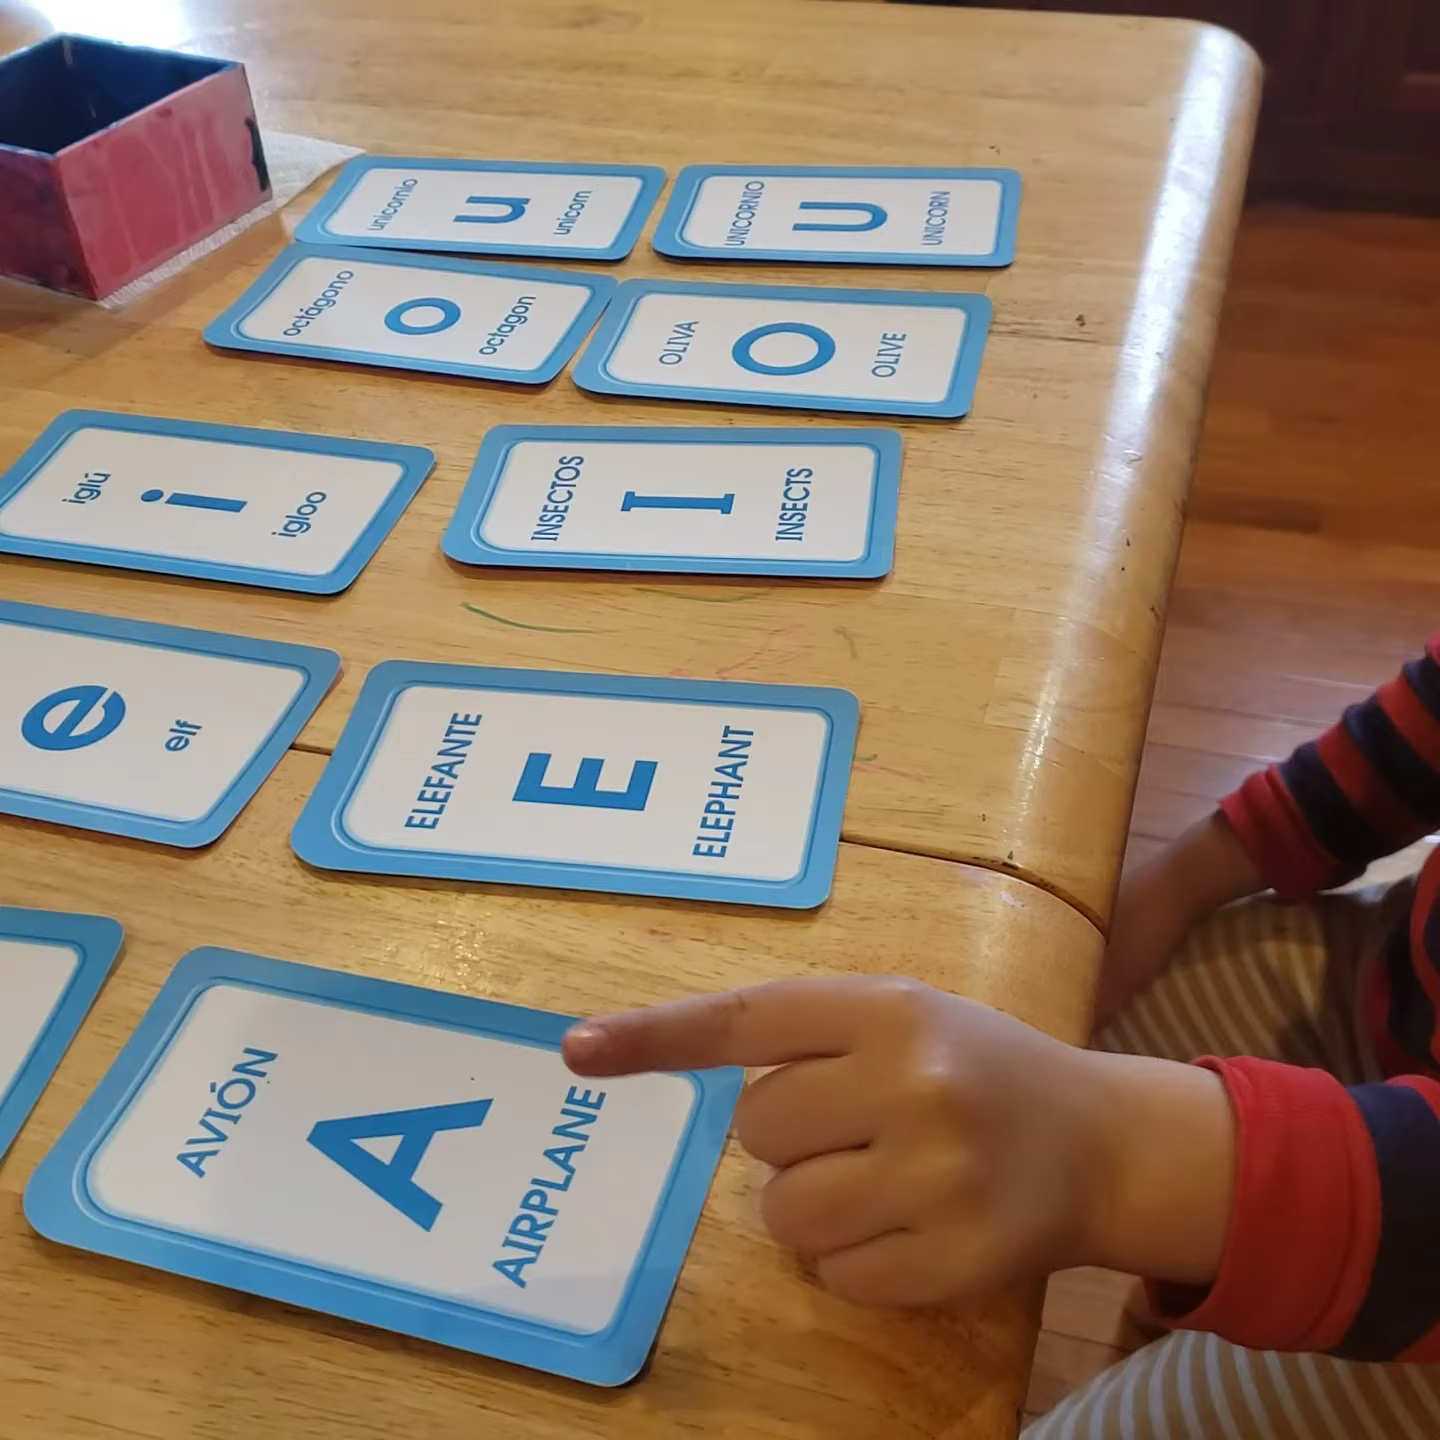 unicornio
u
unicorn
UNICORNIO
U
UNICORN
octágono
o
octagon
OLIVA
O
OLIVE
iglú
i
igloo
INSECTOS
I
INSECTS
e
elf
ELEFANTE
E
ELEPHANT
AVIÓN
A
AIRPLANE